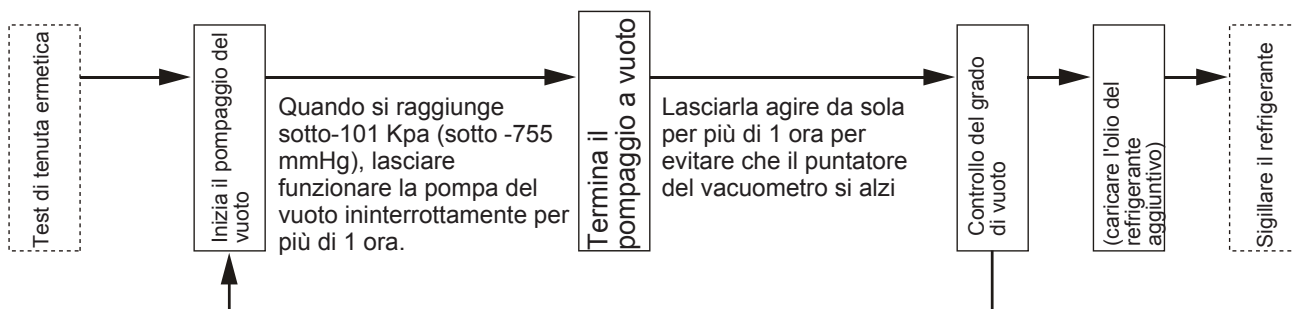 Test di tenuta ermetica
Inizia il pompaggio del
vuoto
Quando si raggiunge
sotto-101 Kpa (sotto -755
mmHg), lasciare
funzionare la pompa del
vuoto ininterrottamente per
più di 1 ora.
Termina il
pompaggio a vuoto
Lasciarla agire da sola
per più di 1 ora per
evitare che il puntatore
del vacuometro si alzi
Controllo del grado
di vuoto
(caricare l'olio del
refrigerante
aggiuntivo)
Sigillare il refrigerante